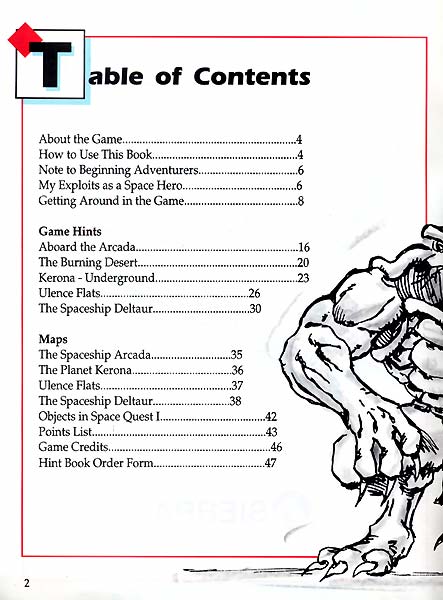 Table of Contents
About the Game.....................................................4
How to Use This Book............................................4
Note to Beginning Adventurers..............................6
My Exploits as a Space Hero...................................6
Getting Around in the Game..................................8
Game Hints
Aboard the Arcada.................................................16
The Burning Desert................................................20
Kerona - Underground...........................................23
Ulence Flats.............................................26
The Spaceship Deltaur............................30
Maps
The Spaceship Arcada........................35
The Planet Kerona..............................36
Ulence Flats........................................37
The Spaceship Deltaur.......................38
Objects in Space Quest I.......................................42
Points List...................................................43
Game Credits...............................................46
Hint Book Order Form.................................47
SIERRA
2